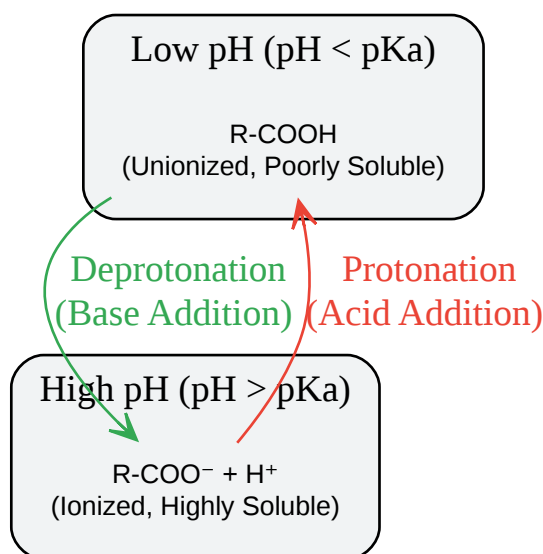 Low pH (pH < pKa)
R-COOH
(Unionized, Poorly Soluble)
Deprotonation
(Base Addition)
Protonation
(Acid Addition)
High pH (pH > pKa)
R-COO⁻ + H⁺
(Ionized, Highly Soluble)